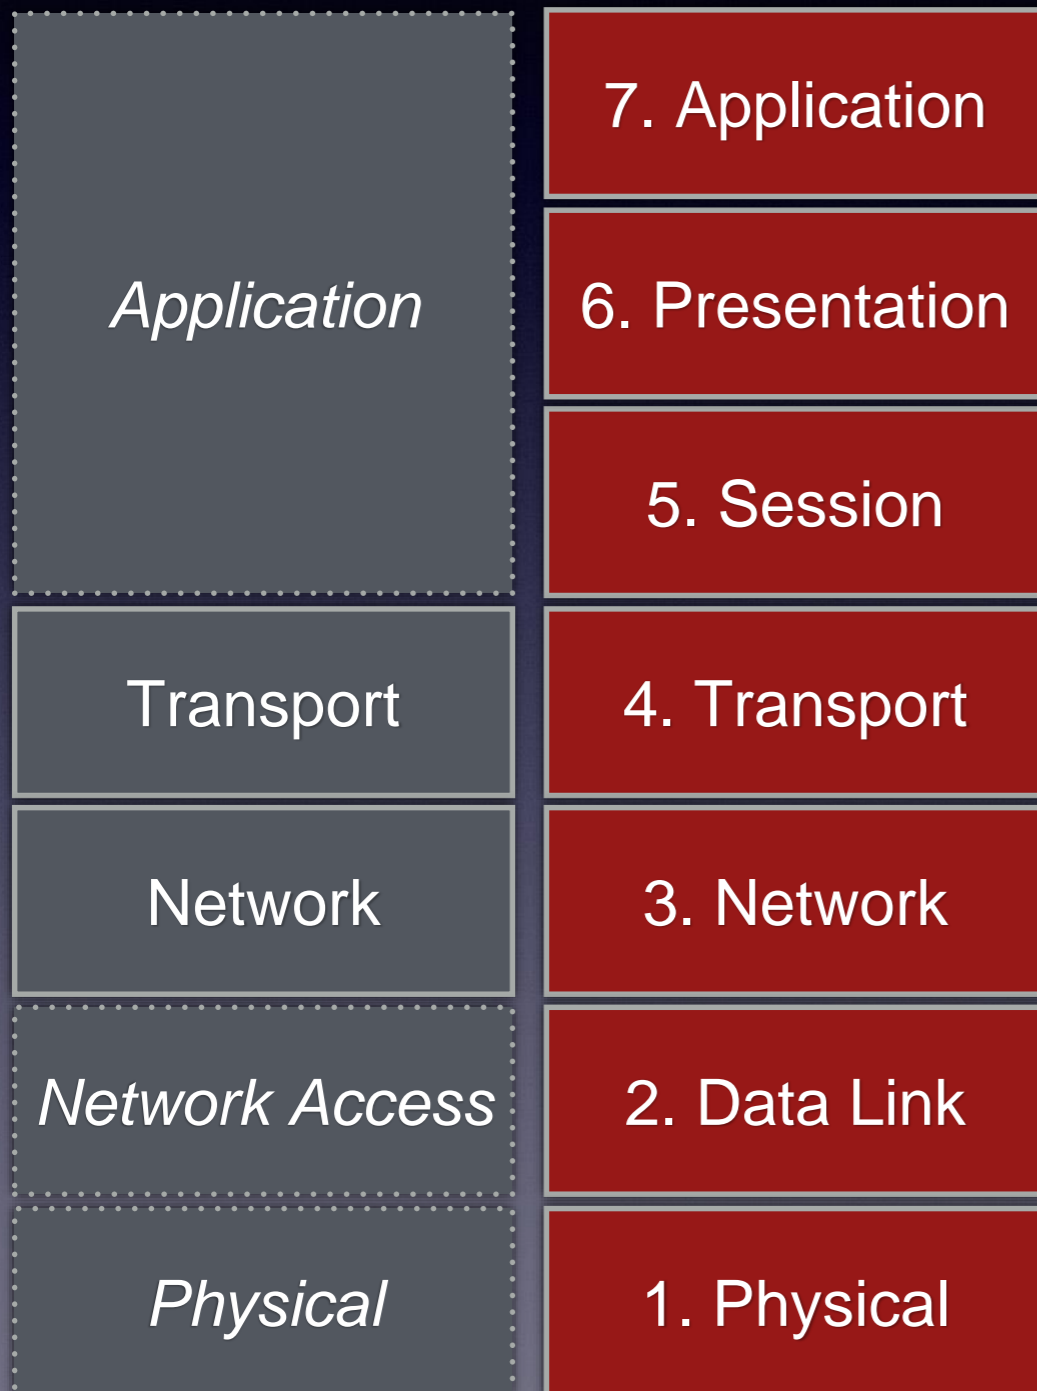 Application
Transport
Network
Network Access
Physical
7. Application
6. Presentation
5. Session
4. Transport
3. Network
2. Data Link
1. Physical